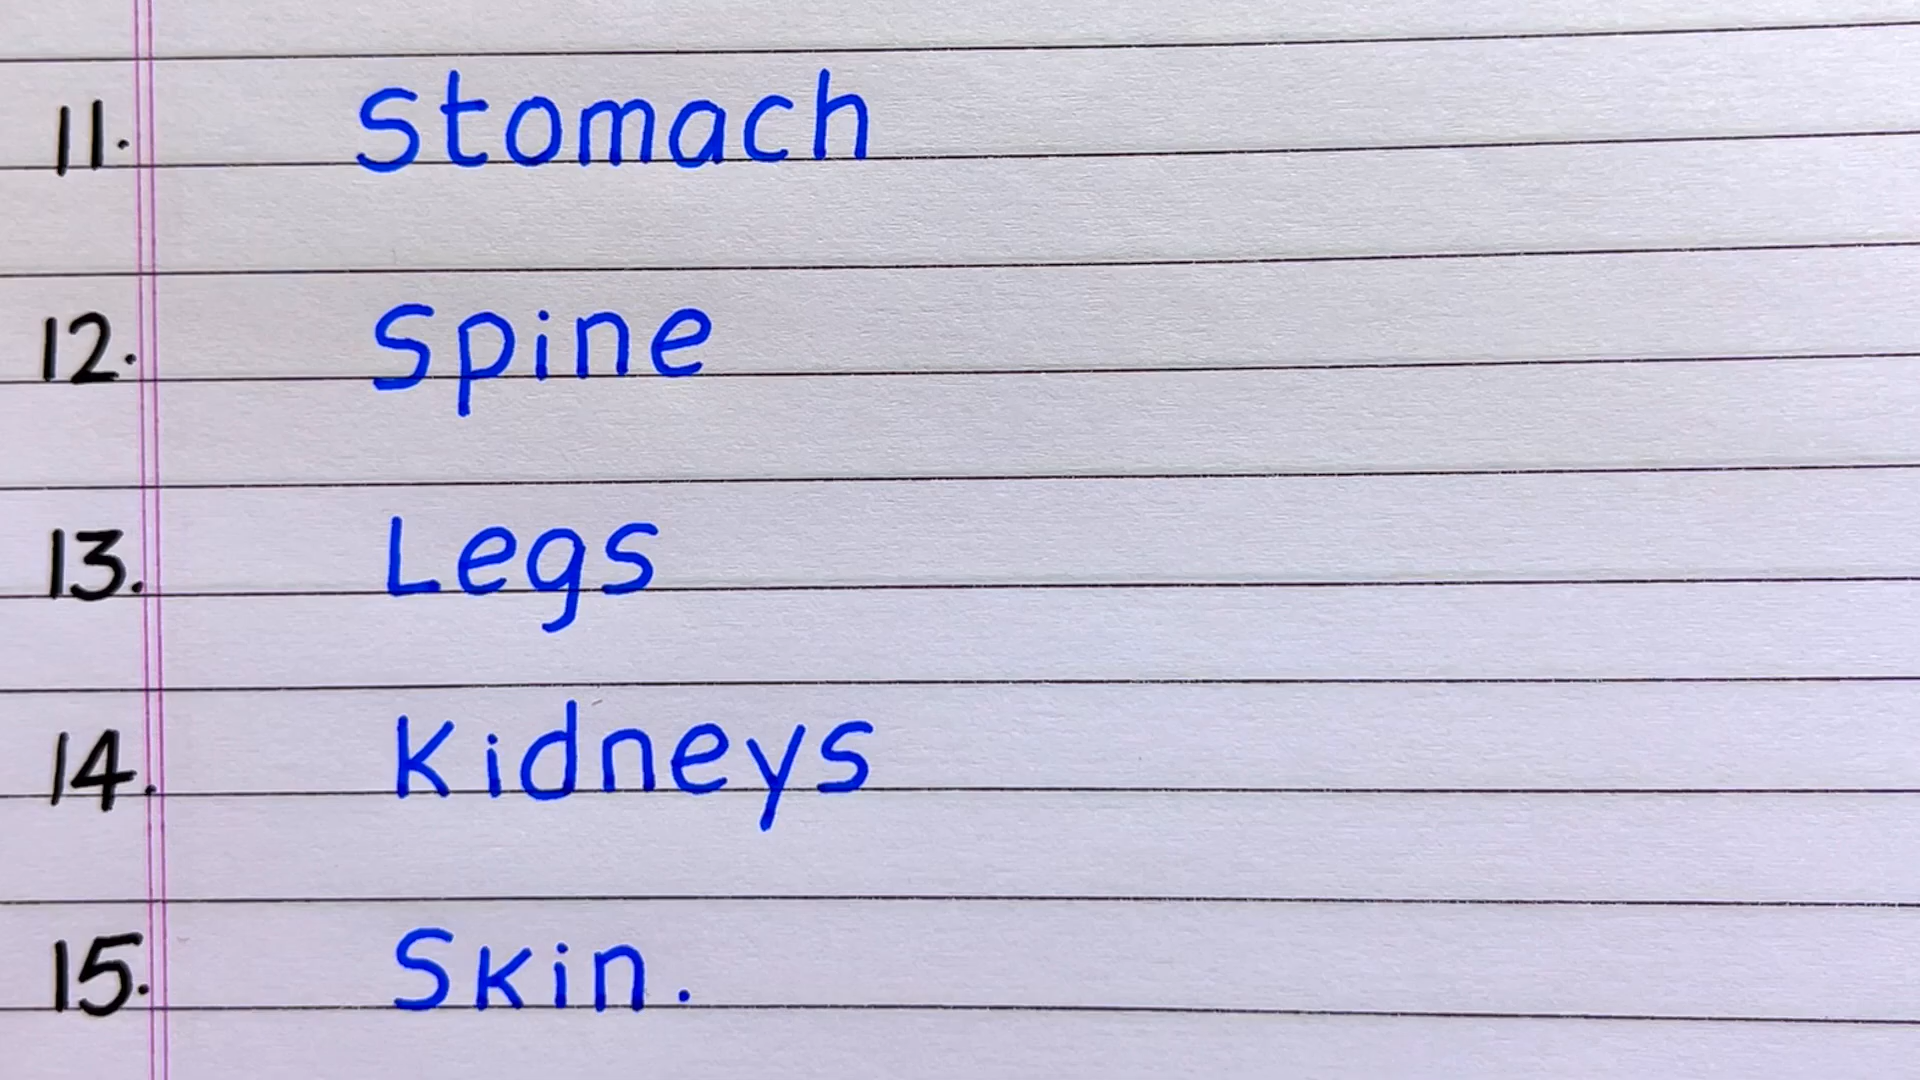 11. Stomach
12. Spine
13. Legs
14. Kidneys
15. Skin.